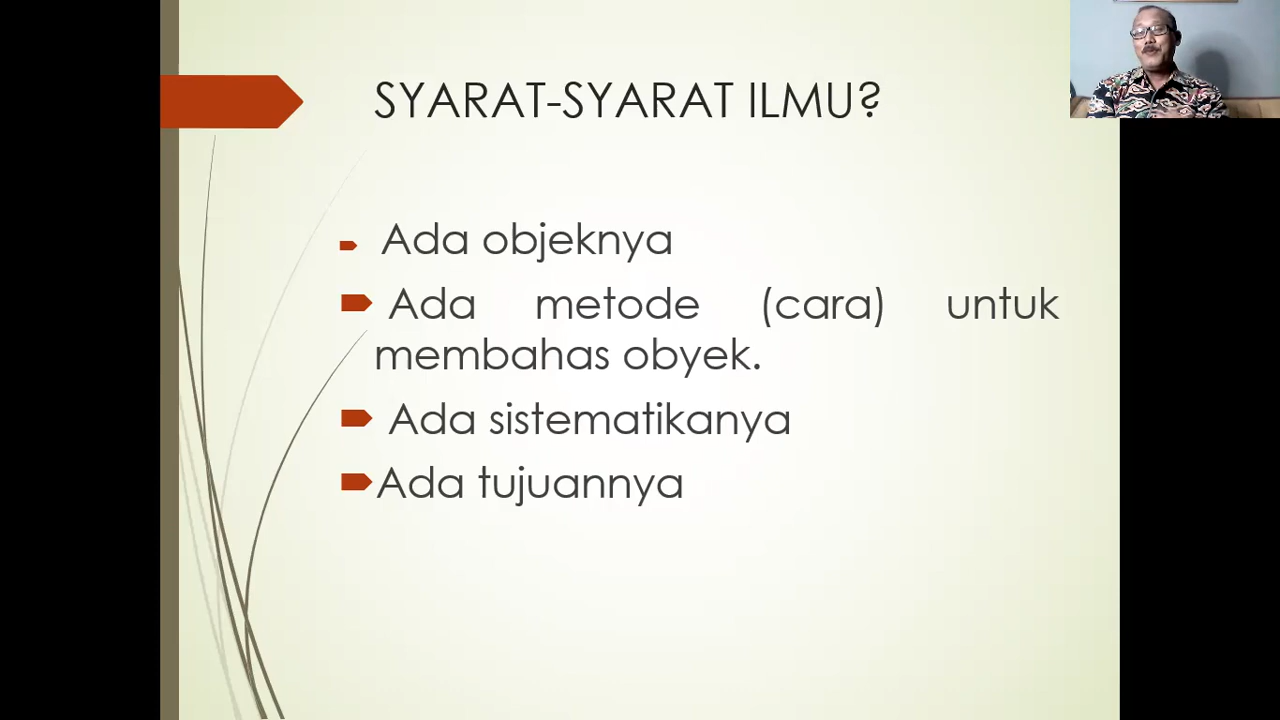 SYARAT-SYARAT ILMU?
Ada objeknya
Ada metode (cara) untuk
membahas obyek.
Ada sistematikanya
Ada tujuannya